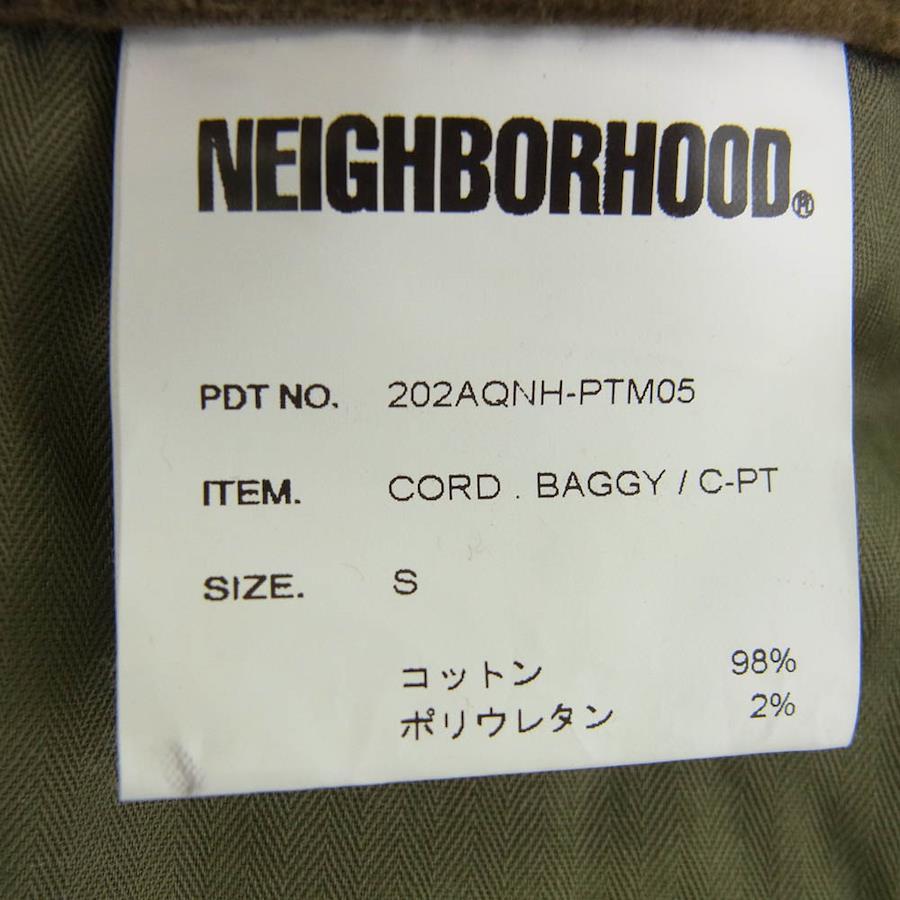 NEIGHBORHOOD®
PDT NO. 202AQNH-PTM05
ITEM. CORD . BAGGY / C-PT
SIZE. S
コットン 98%
ポリウレタン 2%